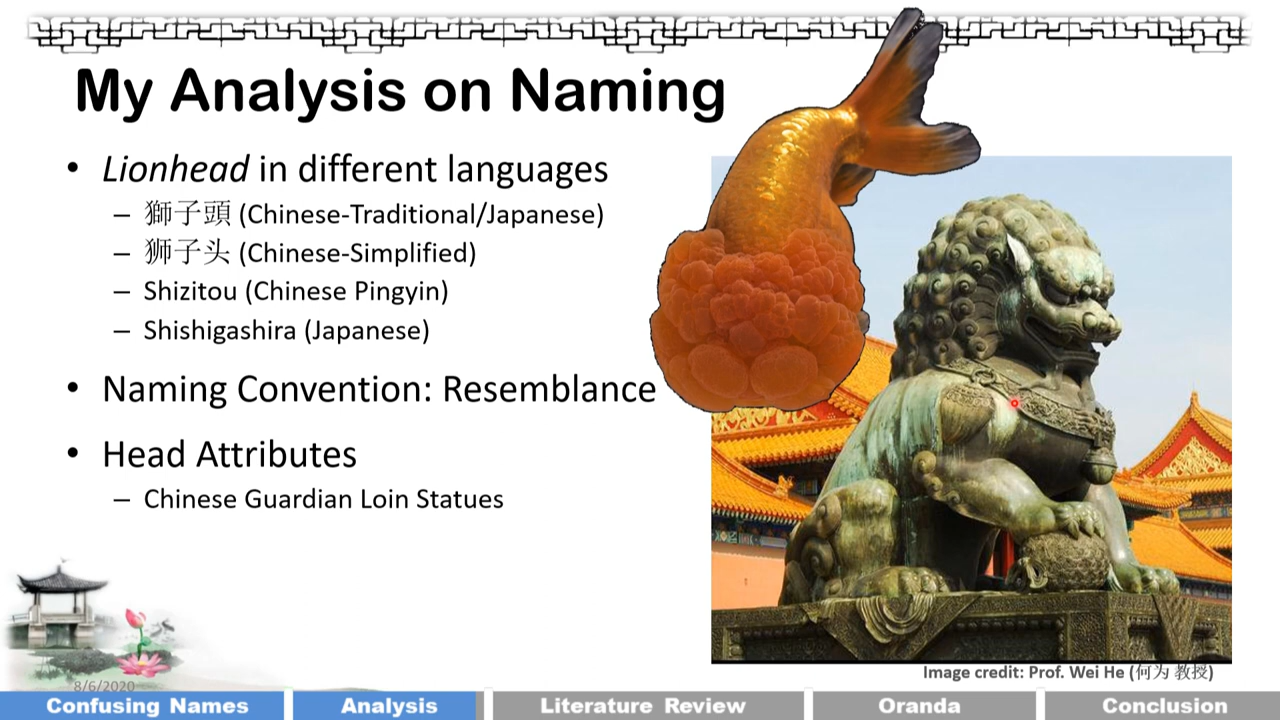 My Analysis on Naming
• Lionhead in different languages
– 獅子頭 (Chinese-Traditional/Japanese)
– 狮子头 (Chinese-Simplified)
– Shizitou (Chinese Pingyin)
– Shishigashira (Japanese)
• Naming Convention: Resemblance
• Head Attributes
– Chinese Guardian Loin Statues
Image credit: Prof. Wei He (何为 教授)
8/6/2020
Confusing Names
Analysis
Literature Review
Oranda
Conclusion